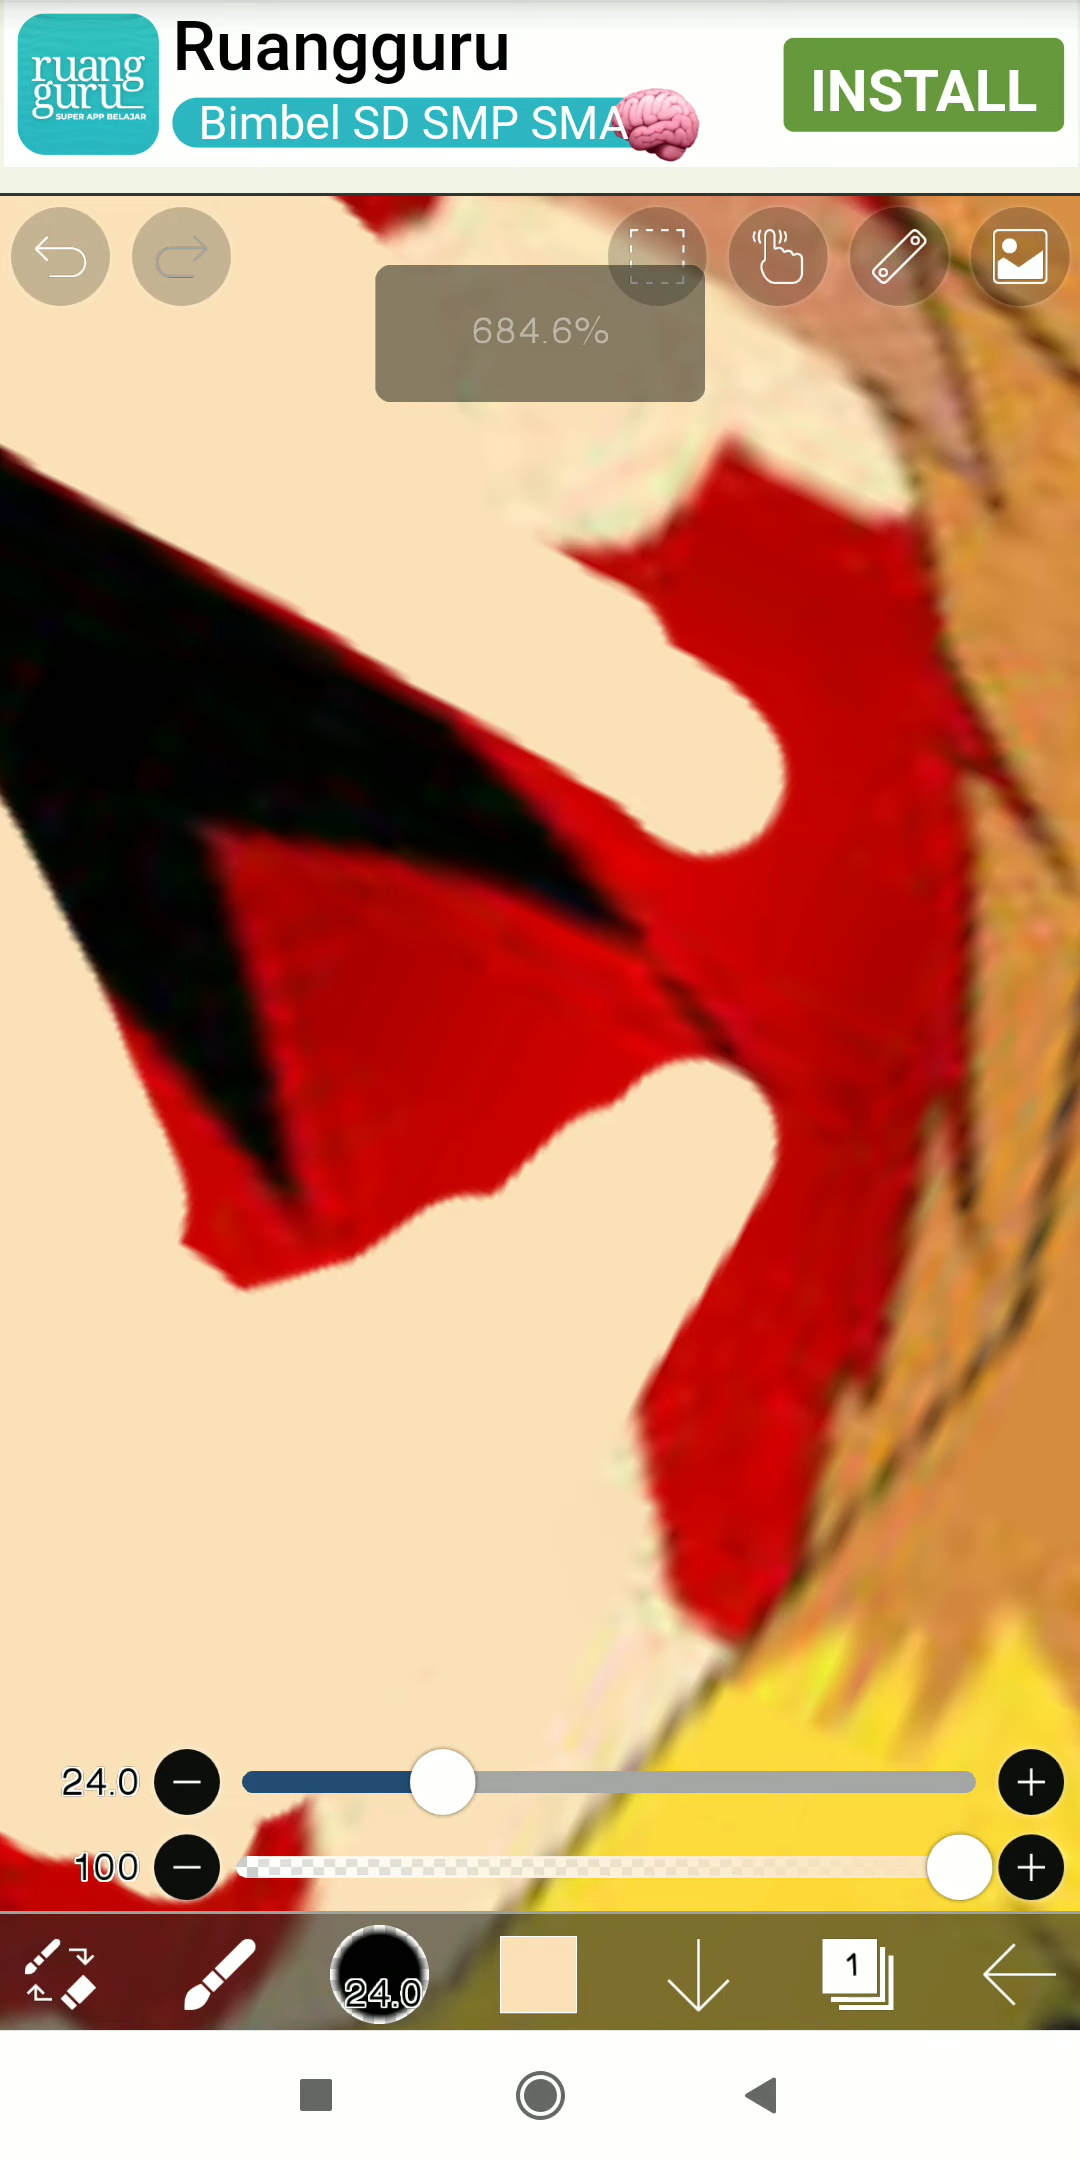 ruang
guru
SUPER APP BELAJAR
Ruangguru
Bimbel SD SMP SMA
INSTALL
684.6%
24.0
100
24.0
1